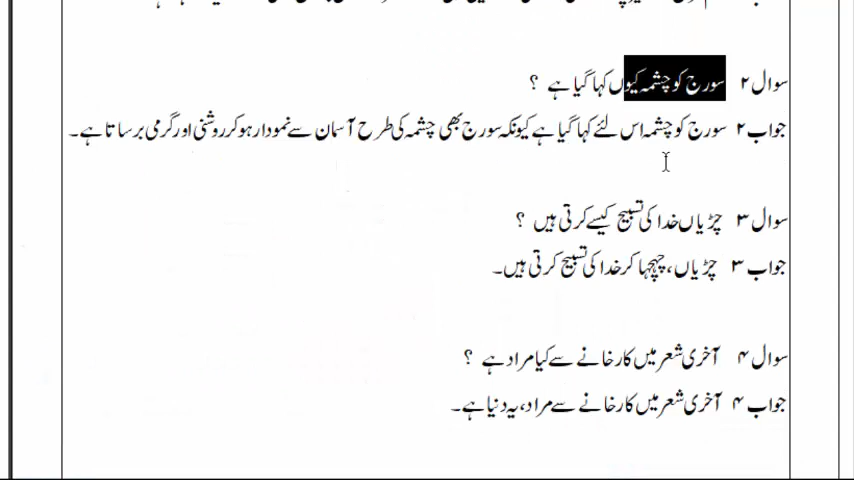 سوال ۲ سورج کو چشمہ کیوں کہا گیا ہے ؟
جواب ۲ سورج کو چشمہ اس لئے کہا گیا ہے کیونکہ سورج بھی چشمہ کی طرح آسمان سے نمودار ہو کر روشنی اور گرمی برساتا ہے۔
سوال ۳ چڑیاں خدا کی تسبیح کیسے کرتی ہیں ؟
جواب ۳ چڑیاں، چہچہا کر خدا کی تسبیح کرتی ہیں۔
سوال ۴ آخری شعر میں کارخانے سے کیا مراد ہے ؟
جواب ۴ آخری شعر میں کارخانے سے مراد، یہ دنیا ہے۔